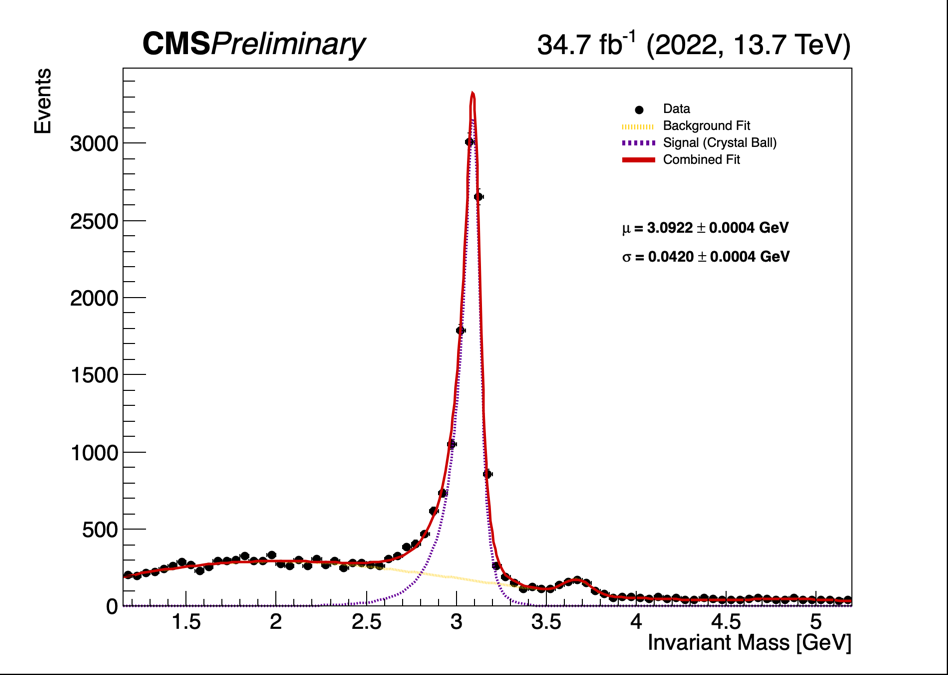 CMSPreliminary 34.7 fb⁻¹ (2022, 13.7 TeV)
Events
Data
Background Fit
Signal (Crystal Ball)
Combined Fit
μ = 3.0922 ± 0.0004 GeV
σ = 0.0420 ± 0.0004 GeV
3000
2500
2000
1500
1000
500
0
1.5 2 2.5 3 3.5 4 4.5 5
Invariant Mass [GeV]